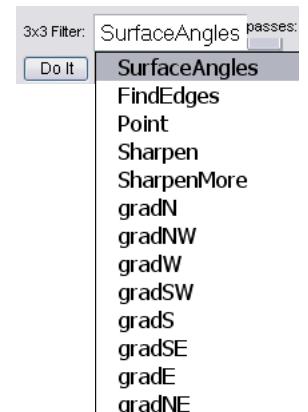 3x3 Filter: SurfaceAngles passes:
Do It
SurfaceAngles
FindEdges
Point
Sharpen
SharpenMore
gradN
gradNW
gradW
gradSW
gradS
gradSE
gradE
gradNE